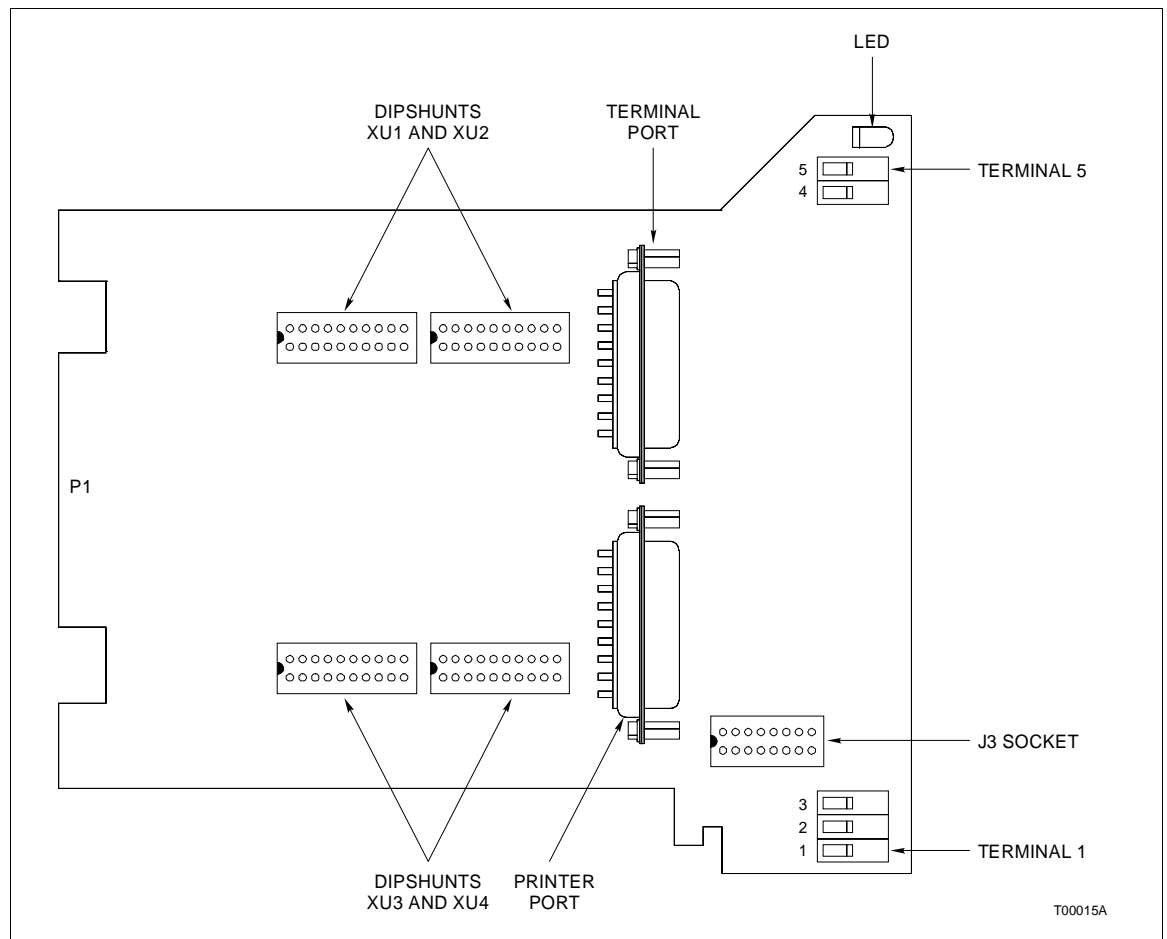 LED
DIPSHUNTS
XU1 AND XU2
TERMINAL
PORT
5
TERMINAL 5
4
P1
J3 SOCKET
3
2
1
TERMINAL 1
DIPSHUNTS
XU3 AND XU4
PRINTER
PORT
T00015A